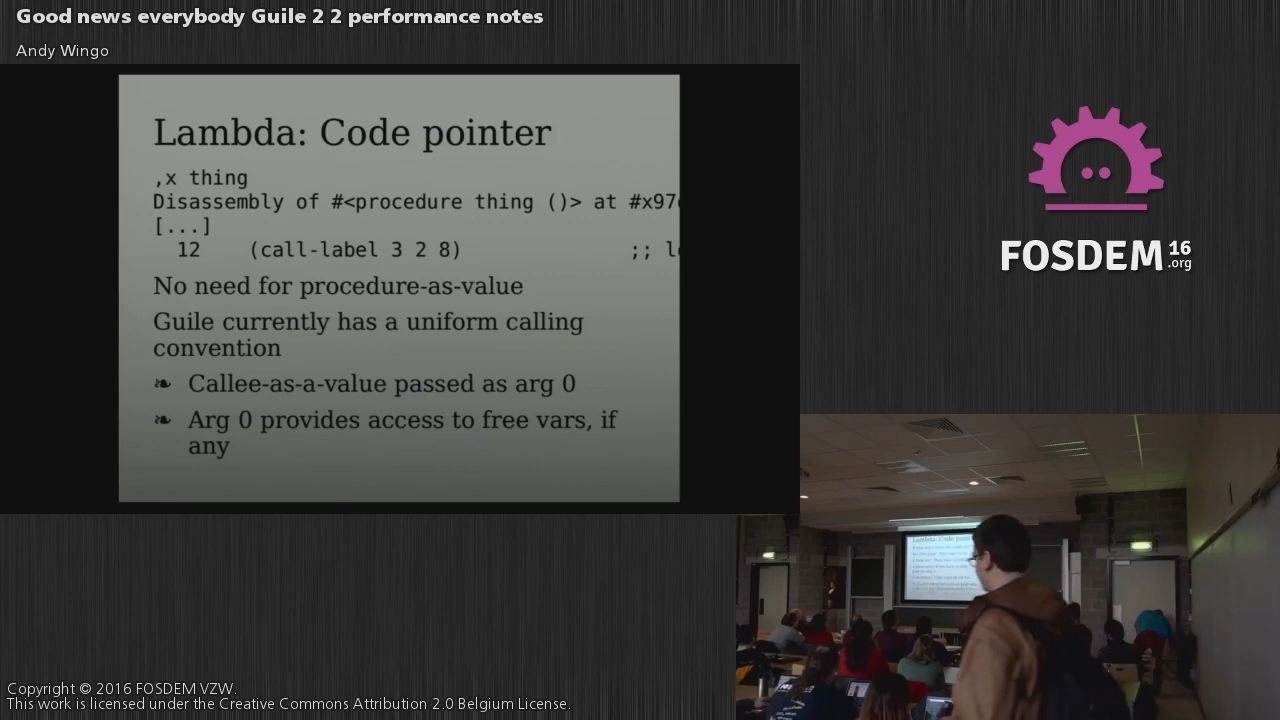 Good news everybody Guile 2 2 performance notes
Andy Wingo
Lambda: Code pointer
,x thing
Disassembly of #<procedure thing ()> at #x97
[...]
12 (call-label 3 2 8) ;; l
No need for procedure-as-value
Guile currently has a uniform calling
convention
❧ Callee-as-a-value passed as arg 0
❧ Arg 0 provides access to free vars, if
any
FOSDEM 16
.org
Lambda: Code
Copyright © 2016 FOSDEM VZW.
This work is licensed under the Creative Commons Attribution 2.0 Belgium License.